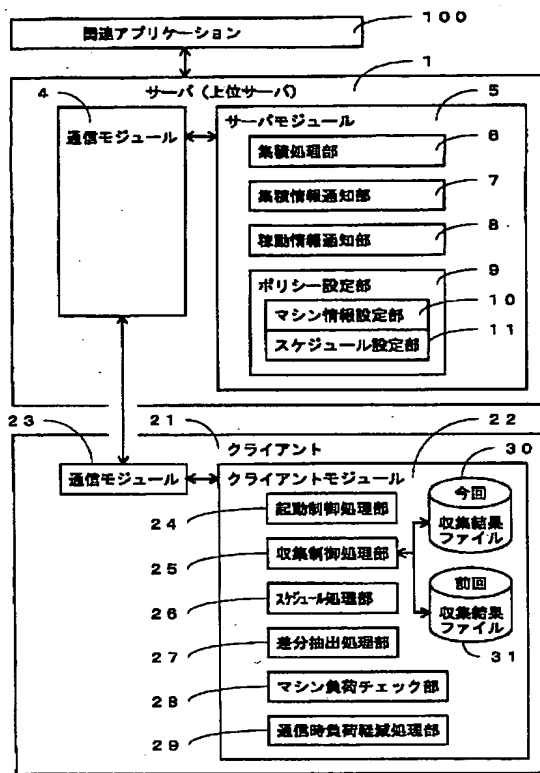 関連アプリケーション
100
1
サーバ（上位サーバ）
4
通信モジュール
5
サーバモジュール
集積処理部
6
集積情報通知部
7
稼動情報通知部
8
ポリシー設定部
9
マシン情報設定部
10
スケジュール設定部
11
23
21
22
クライアント
通信モジュール
クライアントモジュール
30
24
起動制御処理部
今回
収集結果
ファイル
25
収集制御処理部
26
スケジュール処理部
前回
収集結果
ファイル
27
差分抽出処理部
31
28
マシン負荷チェック部
29
通信時負荷軽減処理部